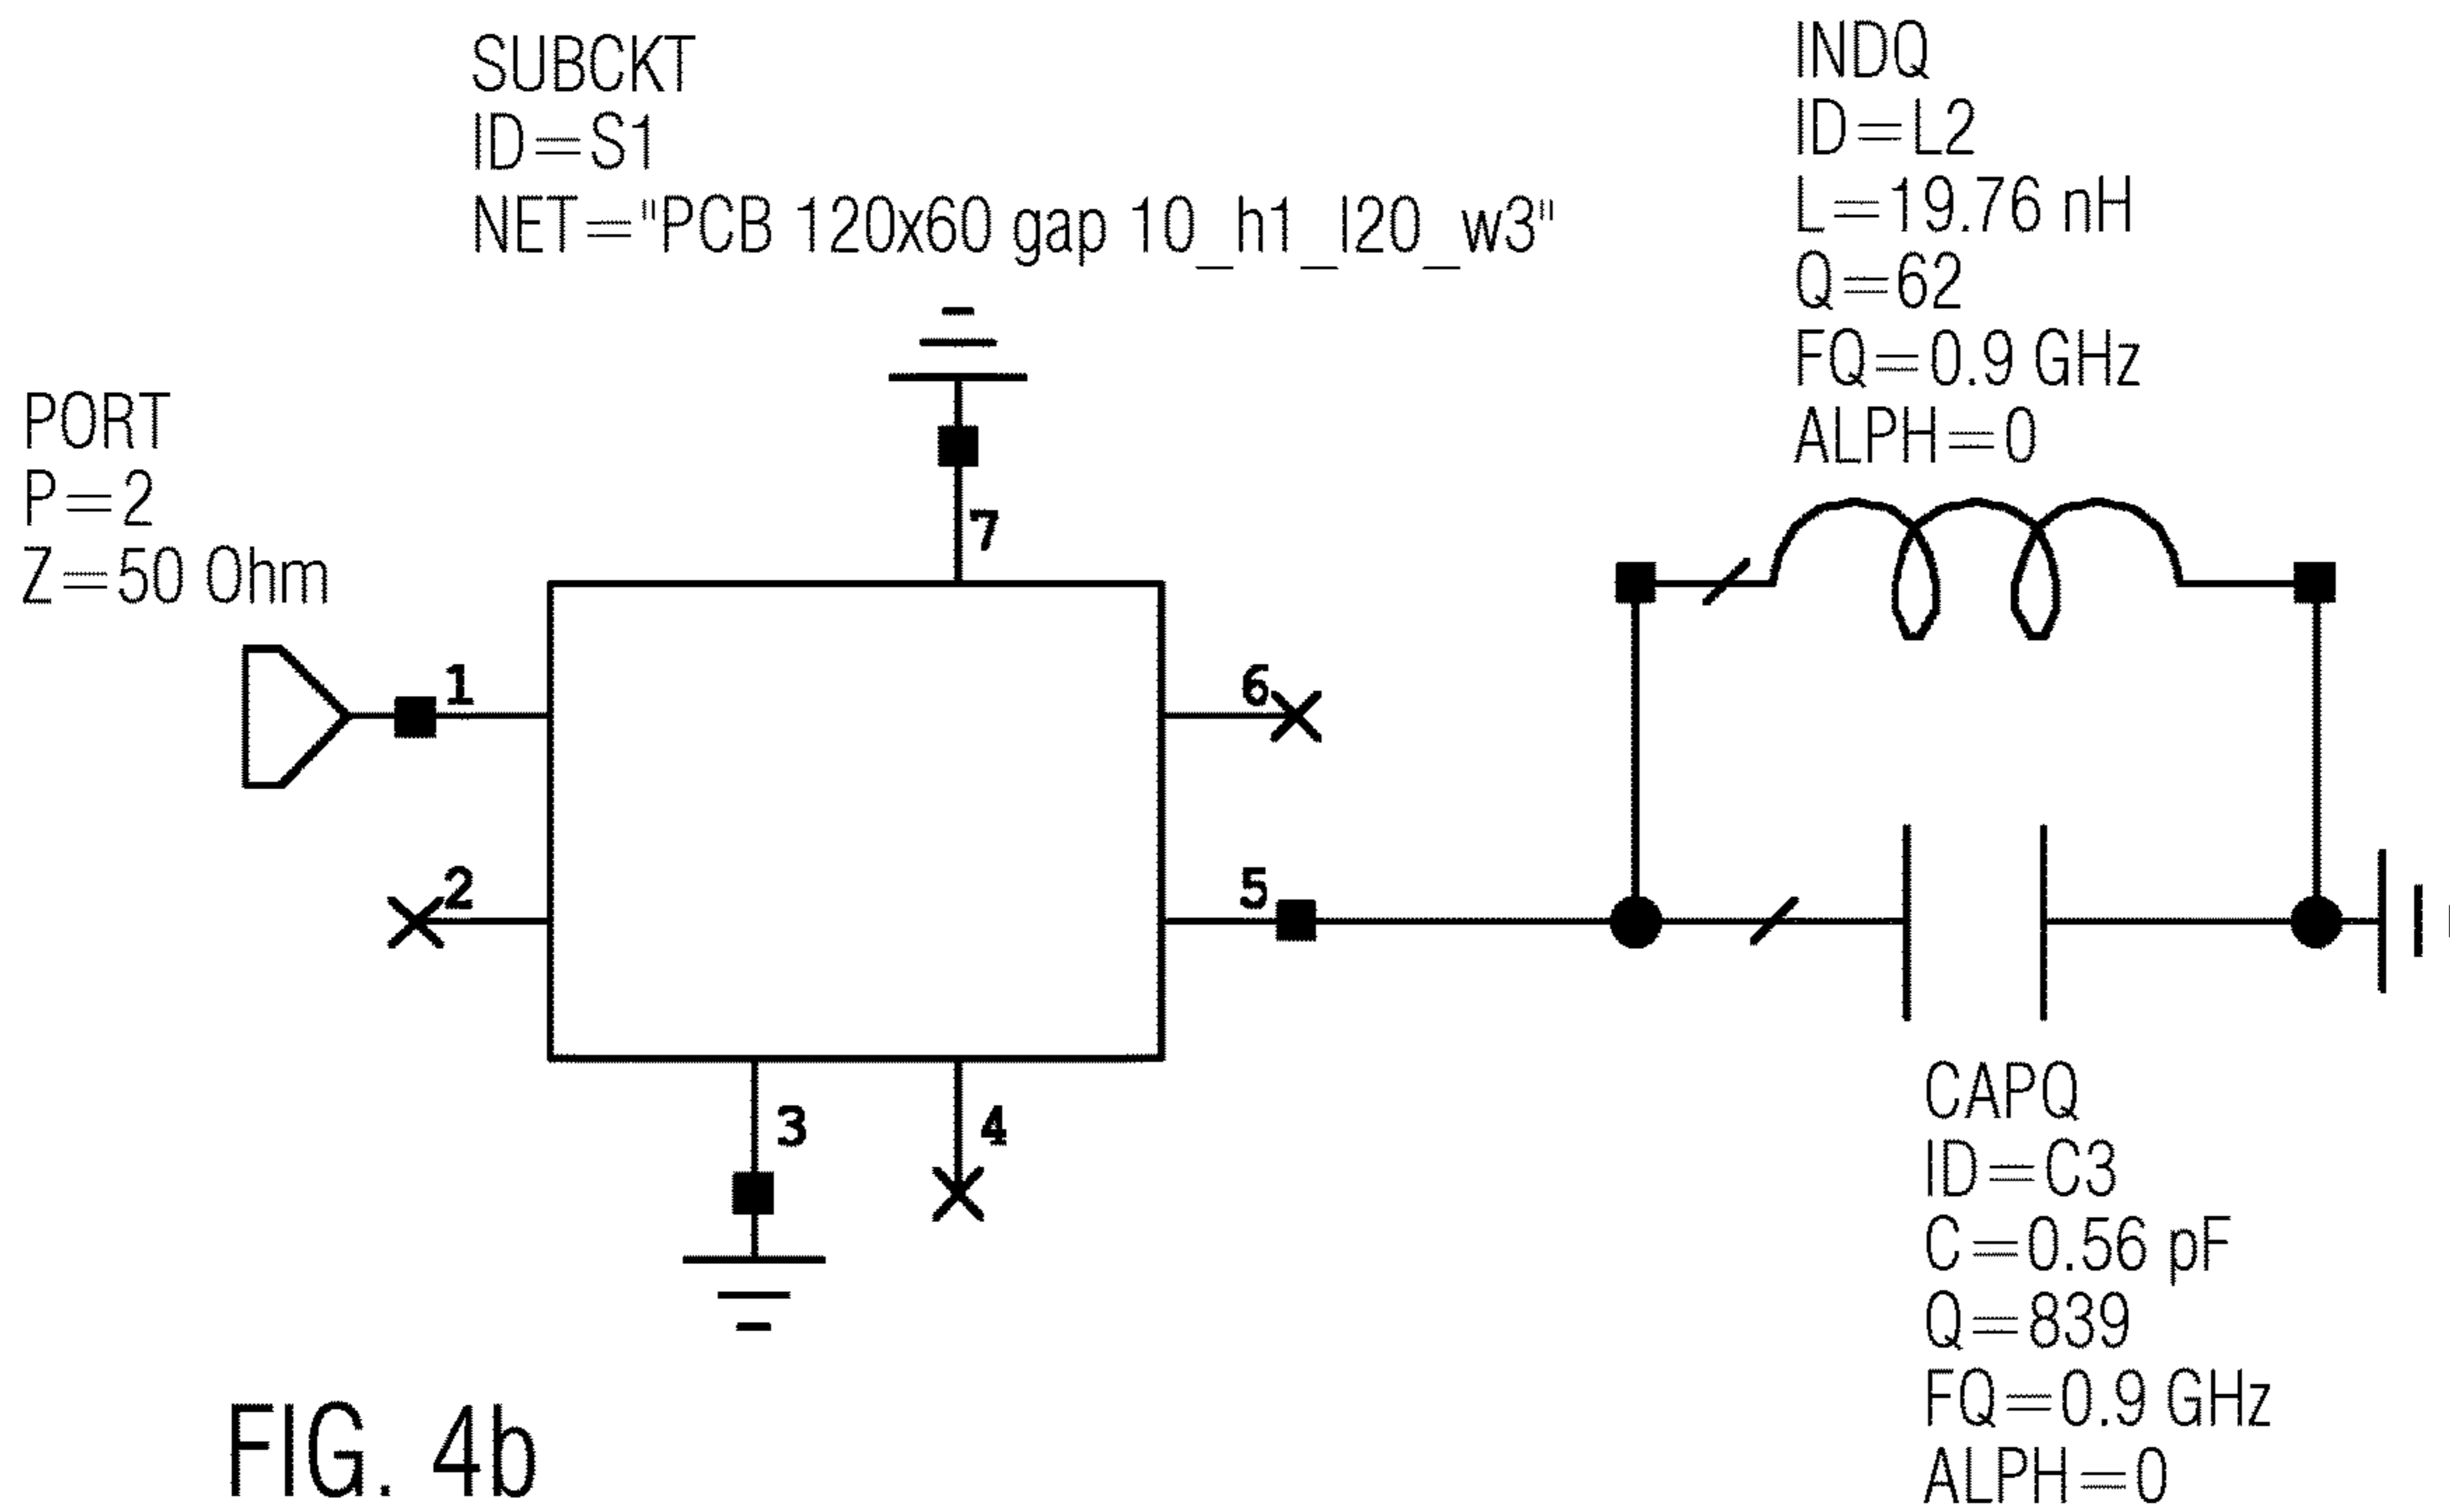 SUBCKT
ID=S1
NET="PCB 120x60 gap 10_h1_l20_w3"
INDQ
ID=L2
L=19.76 nH
Q=62
FQ=0.9 GHz
ALPH=0
PORT
P=2
Z=50 Ohm
7
1
6
2
5
3
4
CAPQ
ID=C3
C=0.56 pF
Q=839
FQ=0.9 GHz
ALPH=0
FIG. 4b